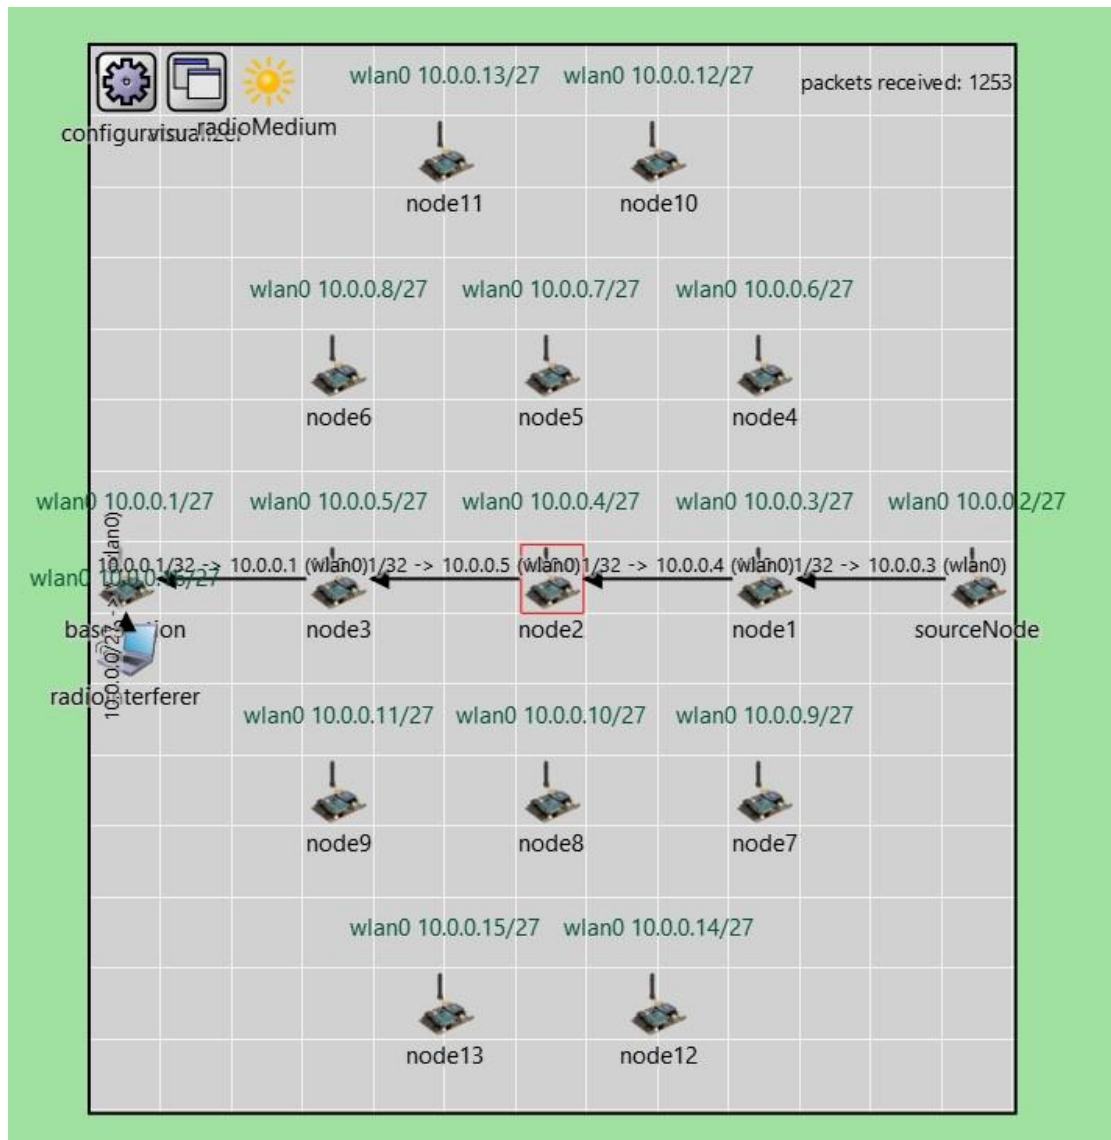 wlan0 10.0.0.13/27 wlan0 10.0.0.12/27 packets received: 1253
radioMedium
node11 node10
wlan0 10.0.0.8/27 wlan0 10.0.0.7/27 wlan0 10.0.0.6/27
node6 node5 node4
wlan0 10.0.0.1/27 wlan0 10.0.0.5/27 wlan0 10.0.0.4/27 wlan0 10.0.0.3/27 wlan0 10.0.0.2/27
10.0.0.1/32 -> 10.0.0.1 (wlan0) 1/32 -> 10.0.0.5 (wlan0) 1/32 -> 10.0.0.4 (wlan0) 1/32 -> 10.0.0.3 (wlan0)
wlan0
node3 node2 node1 sourceNode
radioInterferer
wlan0 10.0.0.11/27 wlan0 10.0.0.10/27 wlan0 10.0.0.9/27
node9 node8 node7
wlan0 10.0.0.15/27 wlan0 10.0.0.14/27
node13 node12